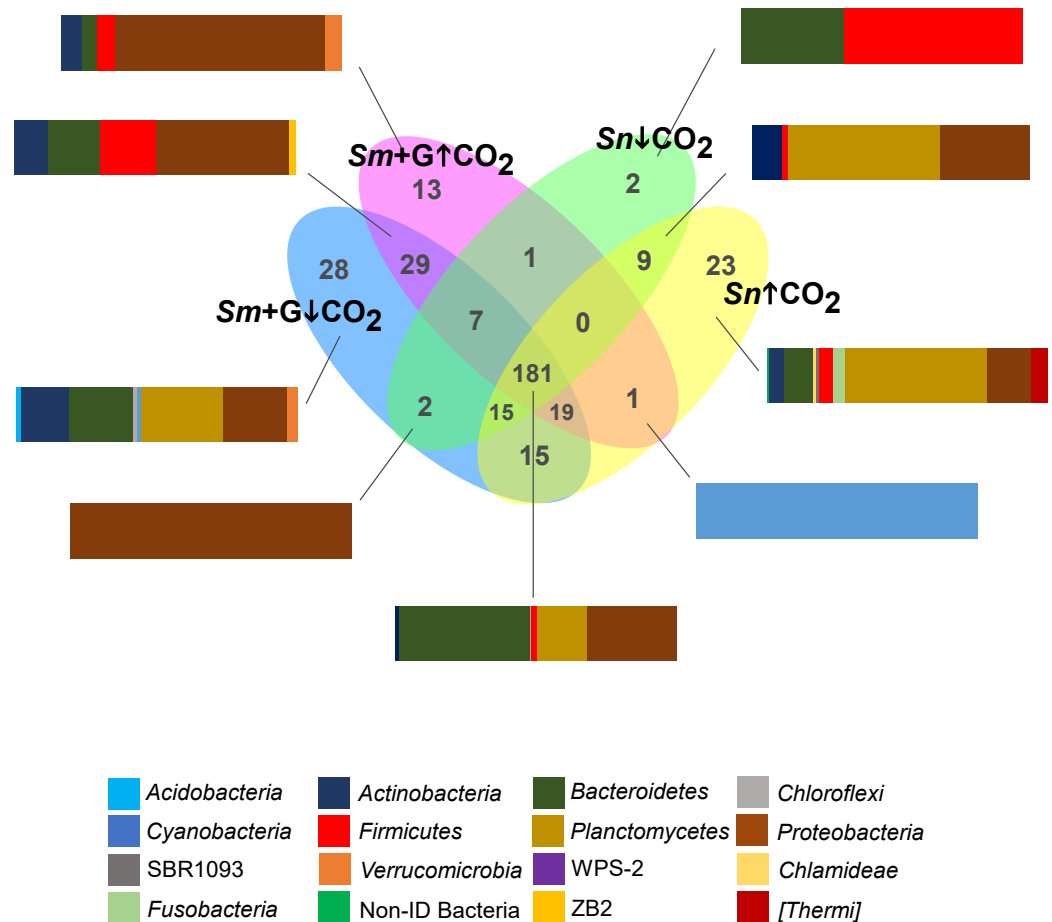 Sn↓CO2
Sm+G↑CO2
13
2
28
29
1
9
23
Sm+G↓CO2
Sn↑CO2
7
0
181
2
15
19
1
15
Acidobacteria
Actinobacteria
Bacteroidetes
Chloroflexi
Cyanobacteria
Firmicutes
Planctomycetes
Proteobacteria
SBR1093
Verrucomicrobia
WPS-2
Chlamideae
Fusobacteria
Non-ID Bacteria
ZB2
[Thermi]